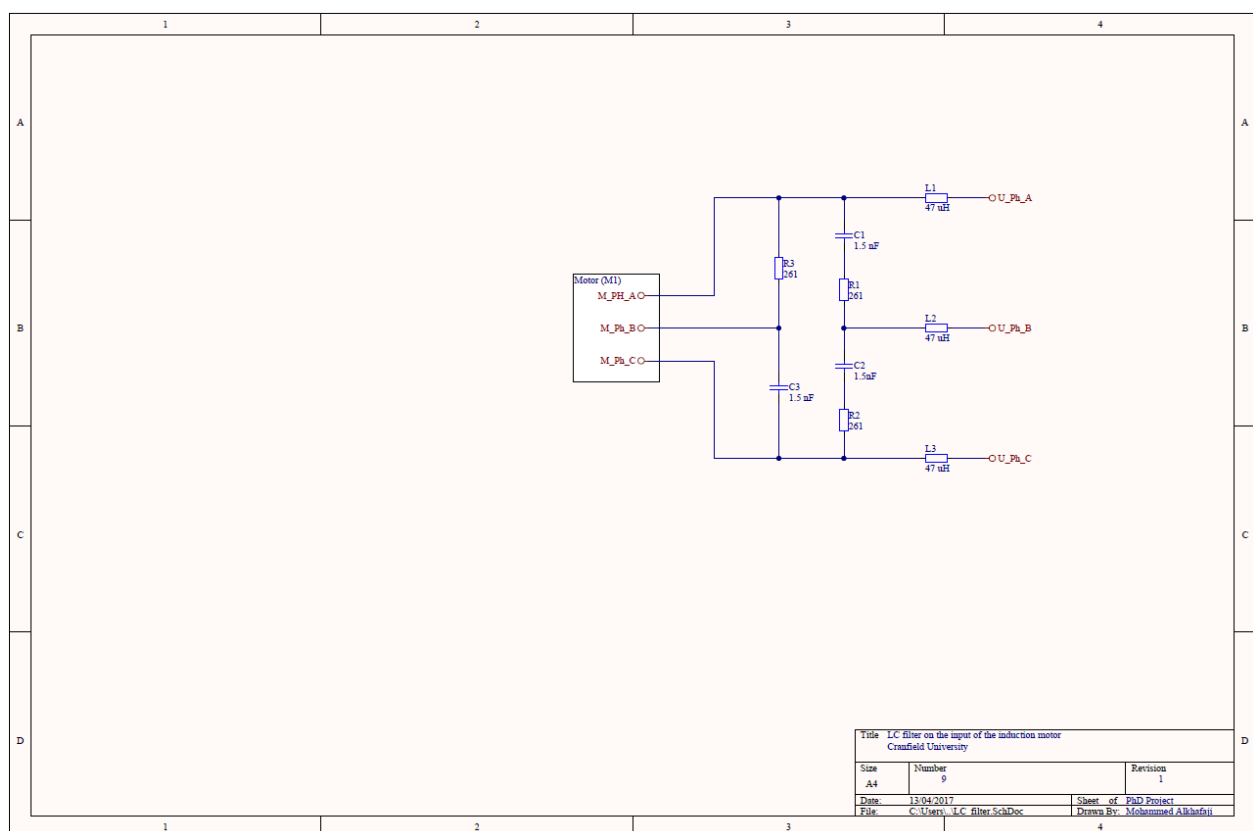 1 2 3 4
A A
L1
47 uH
U_Ph_A
C1
1.5 nF
R3
261
Motor (M1)
R1
261
M_PH_A
B B
L2
47 uH
M_Ph_B
U_Ph_B
M_Ph_C
C2
1.5nF
C3
1.5 nF
R2
261
L3
47 uH
U_Ph_C
C C
D D
Title LC filter on the input of the induction motor
Cranfield University
Size Number Revision
A4 9 1
Date: 13/04/2017 Sheet of PhD Project
File: C:\Users\..\LC_filter.SchDoc Drawn By: Mohammed Alkhafaji
1 2 3 4